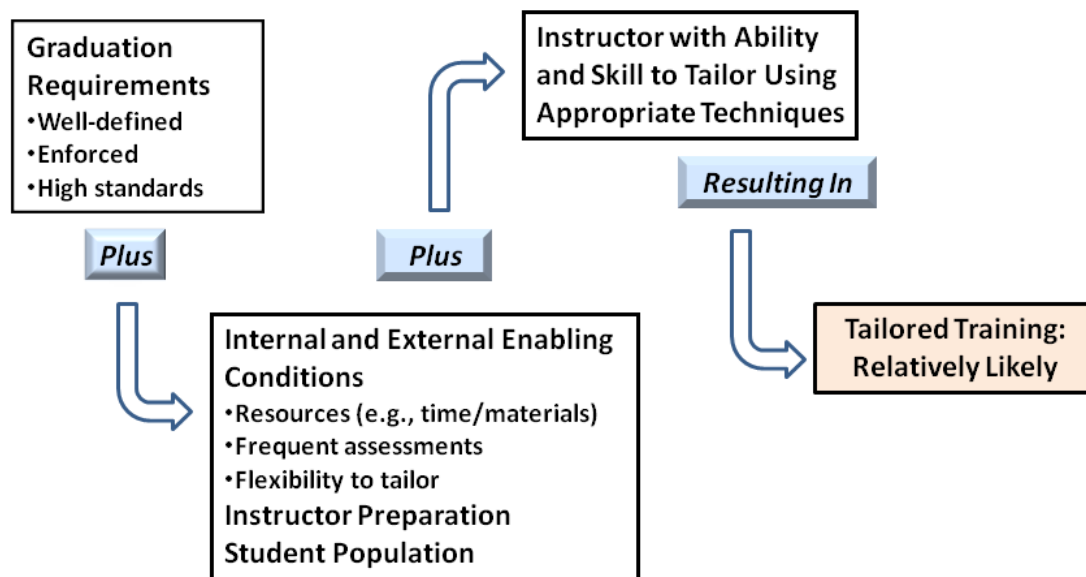 Graduation
Requirements
•Well-defined
•Enforced
•High standards
Plus
Internal and External Enabling
Conditions
•Resources (e.g., time/materials)
•Frequent assessments
•Flexibility to tailor
Instructor Preparation
Student Population
Plus
Instructor with Ability
and Skill to Tailor Using
Appropriate Techniques
Resulting In
Tailored Training:
Relatively Likely